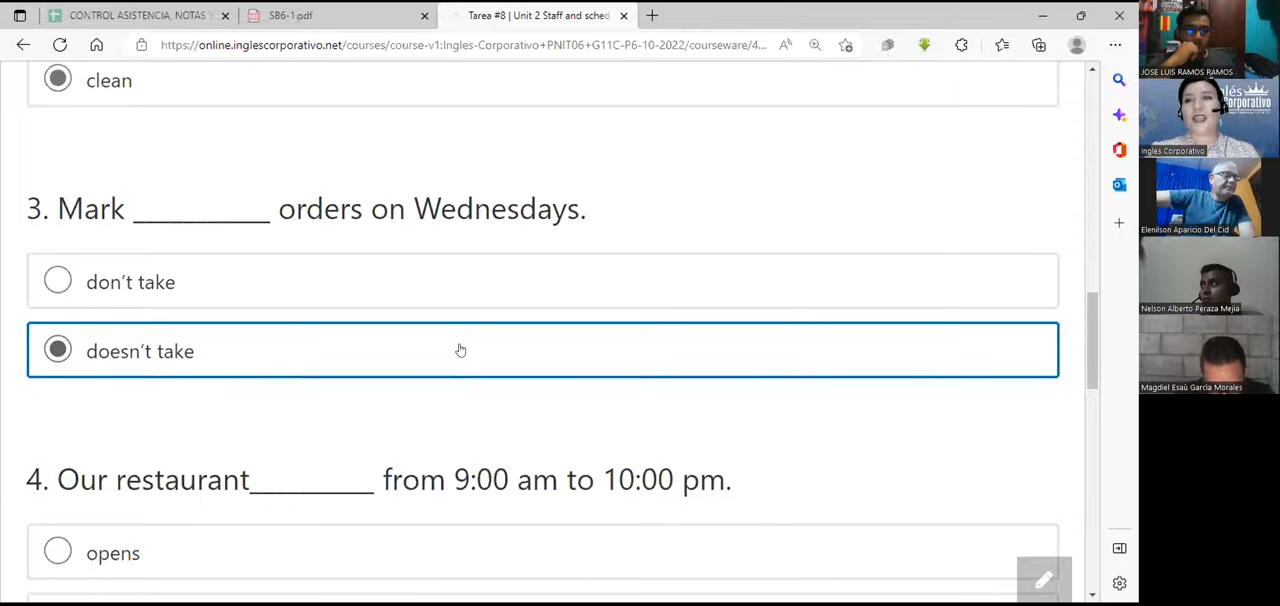 CONTROL ASISTENCIA, NOTAS Y
SB6-1.pdf
Tarea #8 | Unit 2 Staff and sched
https://online.inglescorporativo.net/courses/course-v1:Ingles-Corporativo+PNIT06+G11C-P6-10-2022/courseware/4...
clean
3. Mark __________ orders on Wednesdays.
don't take
doesn't take
4. Our restaurant_________ from 9:00 am to 10:00 pm.
opens
JOSE LUIS RAMOS RAMOS
Inglés Corporativo
Elenilson Aparicio Del Cid
Nelson Alberto Peraza Mejia
Magdiel Esaú Garcia Morales